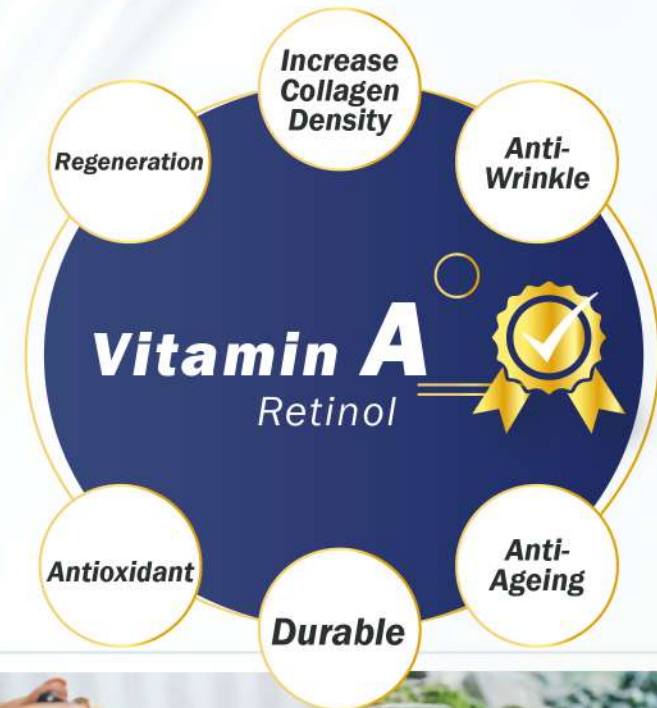 Increase
Collagen
Density
Regeneration
Anti-
Wrinkle
Vitamin A
Retinol
Antioxidant
Anti-
Ageing
Durable